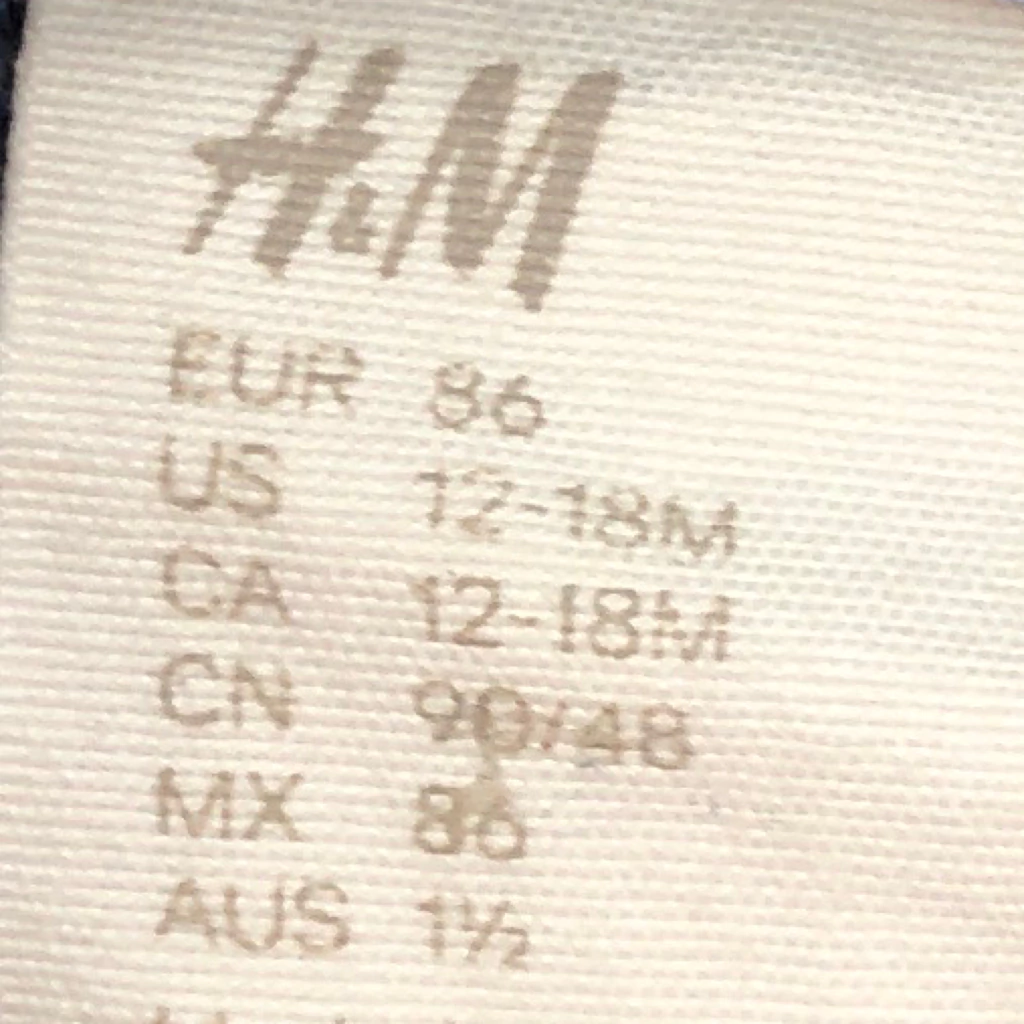 H&M
EUR 86
US 12-18M
CA 12-18M
CN 90/48
MX 86
AUS 1½